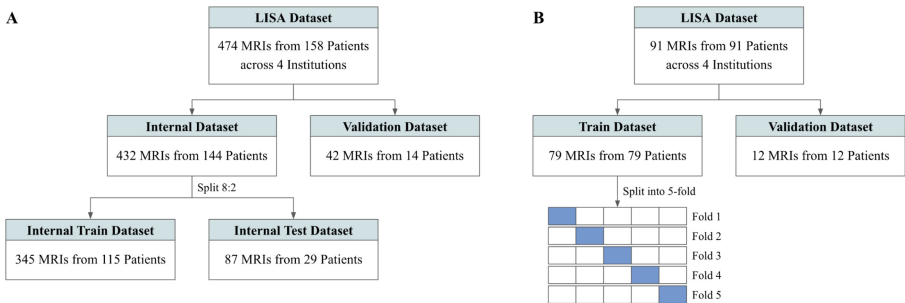 A
LISA Dataset
474 MRIs from 158 Patients
across 4 Institutions
Internal Dataset
432 MRIs from 144 Patients
Validation Dataset
42 MRIs from 14 Patients
Split 8:2
Internal Train Dataset
345 MRIs from 115 Patients
Internal Test Dataset
87 MRIs from 29 Patients
B
LISA Dataset
91 MRIs from 91 Patients
across 4 Institutions
Train Dataset
79 MRIs from 79 Patients
Validation Dataset
12 MRIs from 12 Patients
Split into 5-fold
Fold 1
Fold 2
Fold 3
Fold 4
Fold 5